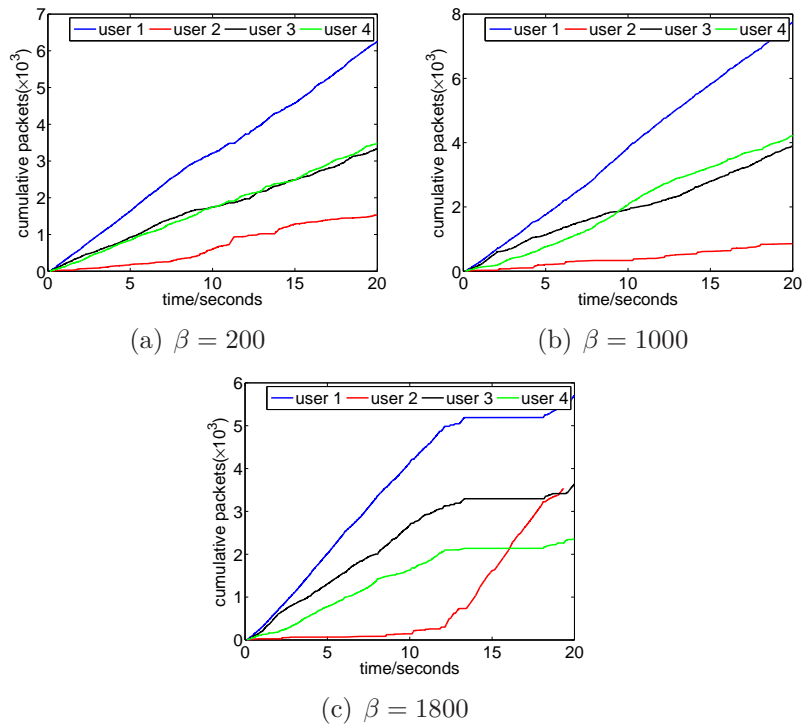 7
6
5
4
3
2
1
0
cumulative packets(×10³)
user 1 user 2 user 3 user 4
0 5 10 15 20
time/seconds
(a) β = 200
8
6
4
2
0
cumulative packets(×10³)
user 1 user 2 user 3 user 4
0 5 10 15 20
time/seconds
(b) β = 1000
6
5
4
3
2
1
0
cumulative packets(×10³)
user 1 user 2 user 3 user 4
0 5 10 15 20
time/seconds
(c) β = 1800